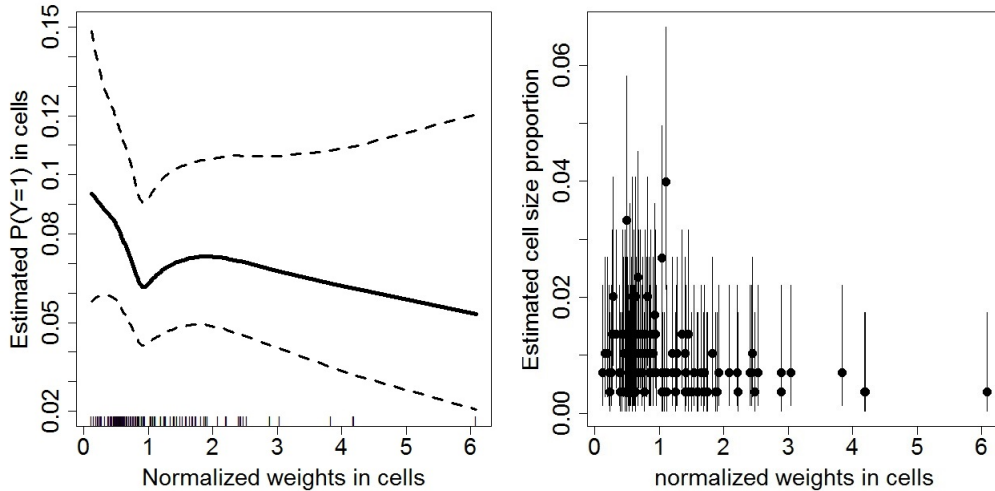 Estimated P(Y=1) in cells
0.15
0.12
0.1
0.08
0.05
0.02
0 1 2 3 4 5 6
Normalized weights in cells
Estimated cell size proportion
0.06
0.04
0.02
0.00
0 1 2 3 4 5 6
normalized weights in cells